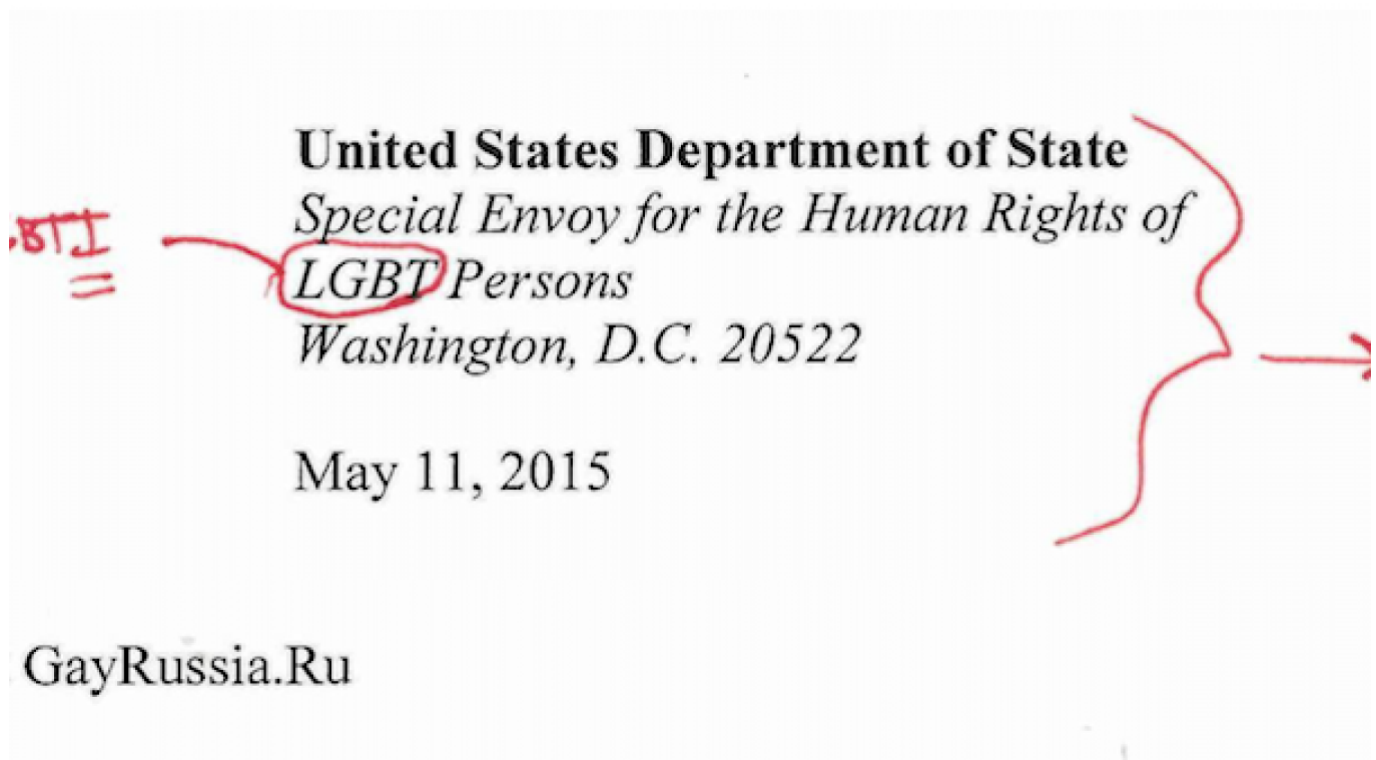 United States Department of State
Special Envoy for the Human Rights of
BTI
LGBT Persons
Washington, D.C. 20522
May 11, 2015
GayRussia.Ru